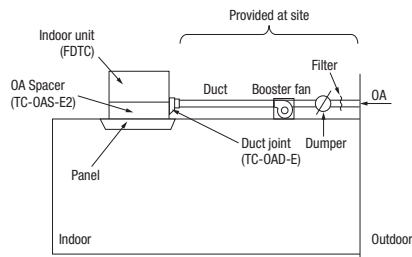 Provided at site
Indoor unit
(FDTC)
Filter
OA Spacer
(TC-OAS-E2)
Duct
Booster fan
OA
Duct joint
(TC-OAD-E)
Dumper
Panel
Indoor
Outdoor